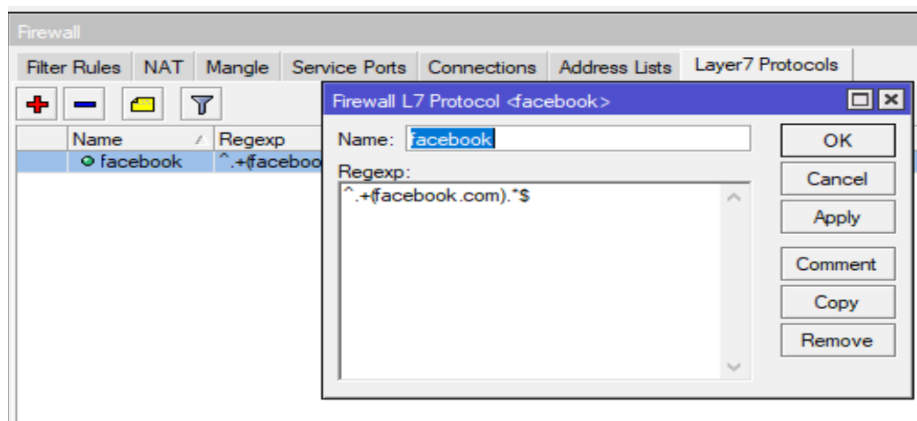 Firewall
Filter Rules NAT Mangle Service Ports Connections Address Lists Layer7 Protocols
Name Regexp
facebook ^.+(faceboo
Firewall L7 Protocol <facebook>
Name: facebook
OK
Regexp:
^.+(facebook.com).*$
Cancel
Apply
Comment
Copy
Remove